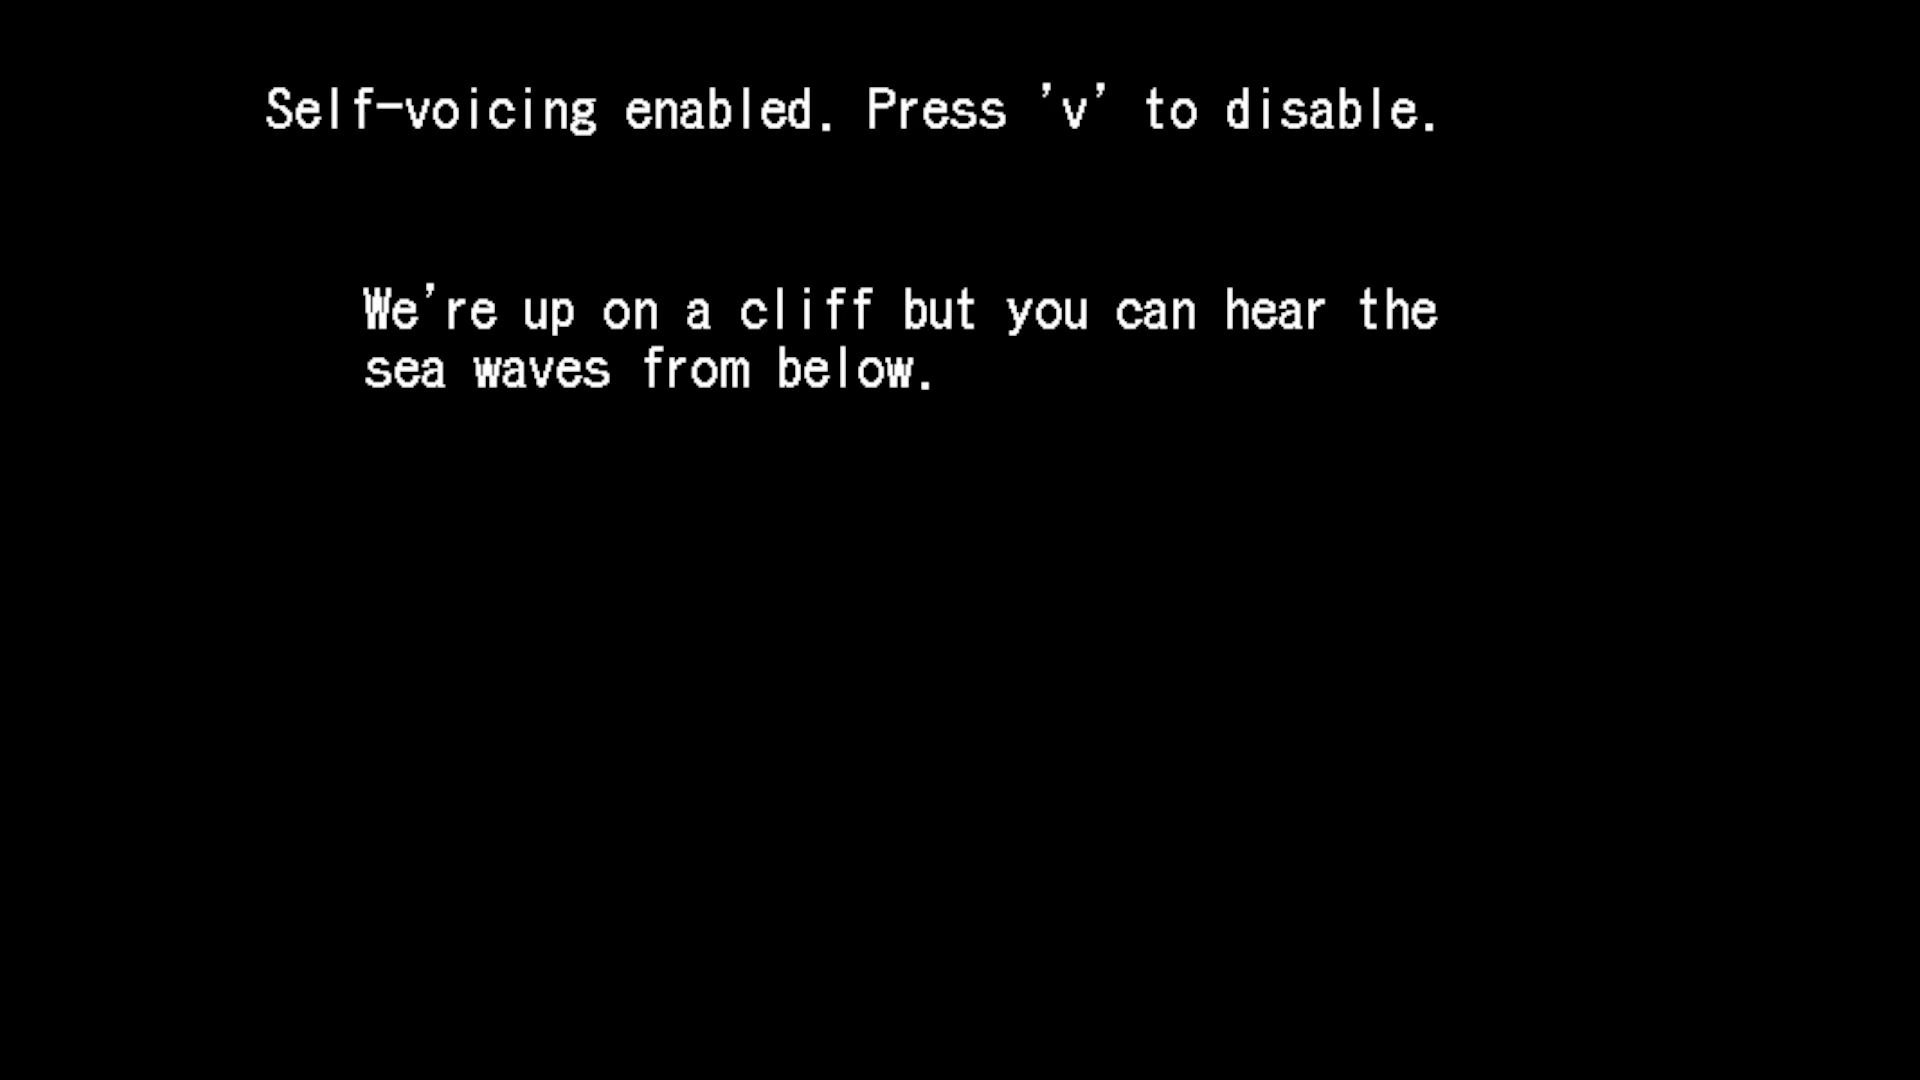 Self-voicing enabled. Press 'v' to disable.
We're up on a cliff but you can hear the
sea waves from below.